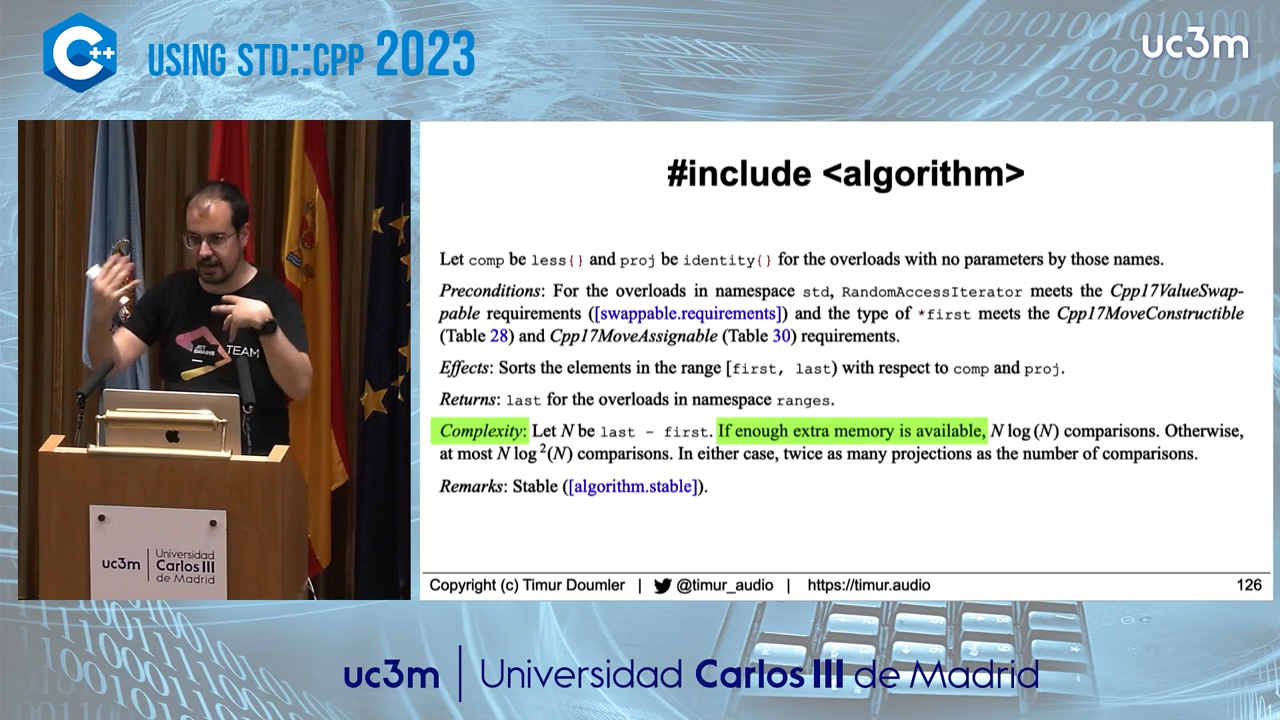 C++
USING STD::CPP 2023
uc3m
#include <algorithm>
Let comp be less{} and proj be identity{} for the overloads with no parameters by those names.
Preconditions: For the overloads in namespace std, RandomAccessIterator meets the Cpp17ValueSwap-
pable requirements ([swappable.requirements]) and the type of *first meets the Cpp17MoveConstructible
(Table 28) and Cpp17MoveAssignable (Table 30) requirements.
Effects: Sorts the elements in the range [first, last) with respect to comp and proj.
Returns: last for the overloads in namespace ranges.
Complexity: Let N be last - first. If enough extra memory is available, N log (N) comparisons. Otherwise,
at most N log²(N) comparisons. In either case, twice as many projections as the number of comparisons.
Remarks: Stable ([algorithm.stable]).
Copyright (c) Timur Doumler | @timur_audio | https://timur.audio 126
JET
BRAINS TEAM
uc3m | Universidad
Carlos III
de Madrid
uc3m | Universidad Carlos III de Madrid